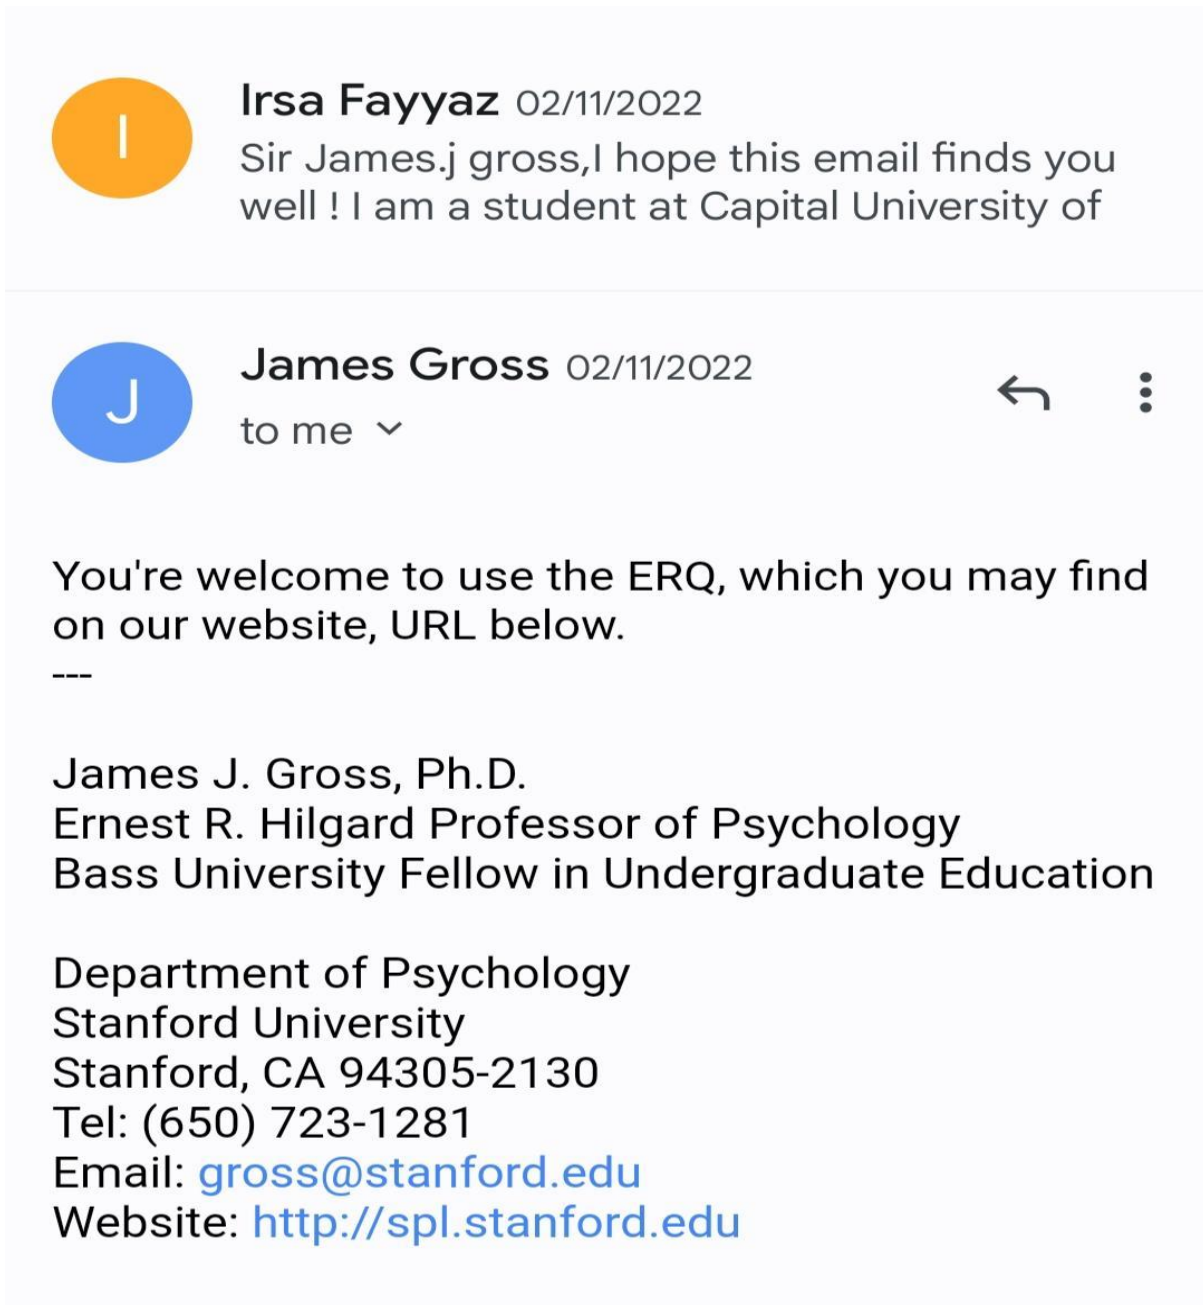 I
Irsa Fayyaz 02/11/2022
Sir James.j gross,I hope this email finds you
well ! I am a student at Capital University of
J
James Gross 02/11/2022
to me
You're welcome to use the ERQ, which you may find
on our website, URL below.
---
James J. Gross, Ph.D.
Ernest R. Hilgard Professor of Psychology
Bass University Fellow in Undergraduate Education
Department of Psychology
Stanford University
Stanford, CA 94305-2130
Tel: (650) 723-1281
Email: gross@stanford.edu
Website: http://spl.stanford.edu